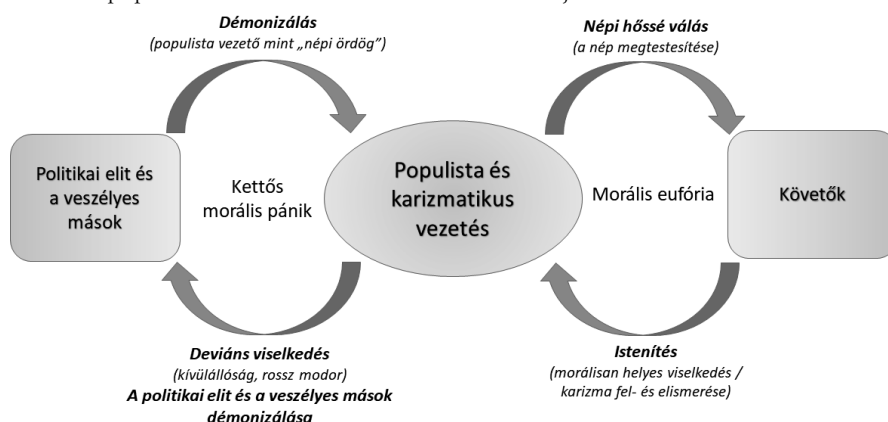 Démonizálás
(populista vezető mint „népi ördög”)
Népi hőssé válás
(a nép megtestesítése)
Politikai elit és
a veszélyes
mások
Kettős
morális pánik
Populista és
karizmatikus
vezetés
Morális eufória
Követők
Deviáns viselkedés
(kívülállóság, rossz modor)
A politikai elit és a veszélyes mások
démonizálása
Istenítés
(morálisan helyes viselkedés /
karizma fel- és elismerése)